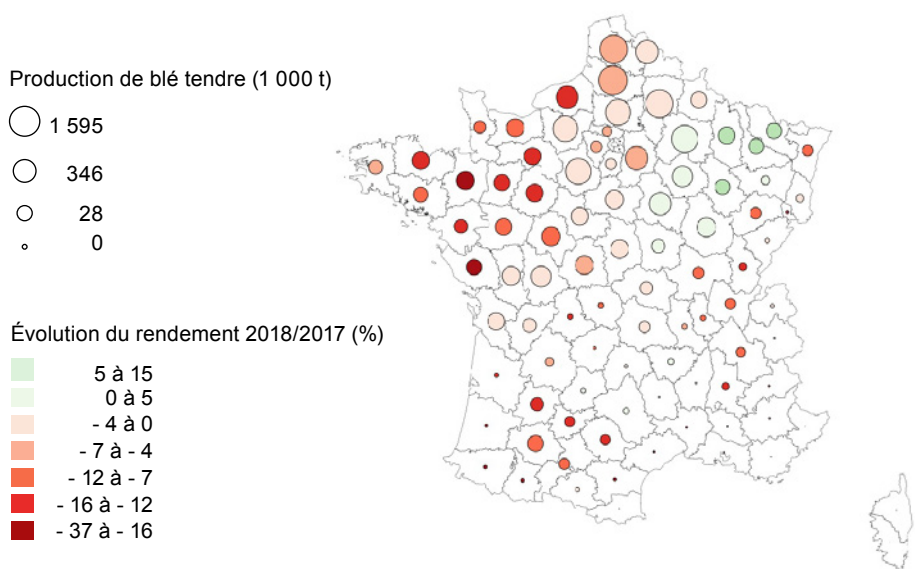 Production de blé tendre (1 000 t)
1 595
346
28
0
Évolution du rendement 2018/2017 (%)
5 à 15
0 à 5
- 4 à 0
- 7 à - 4
- 12 à - 7
- 16 à - 12
- 37 à - 16